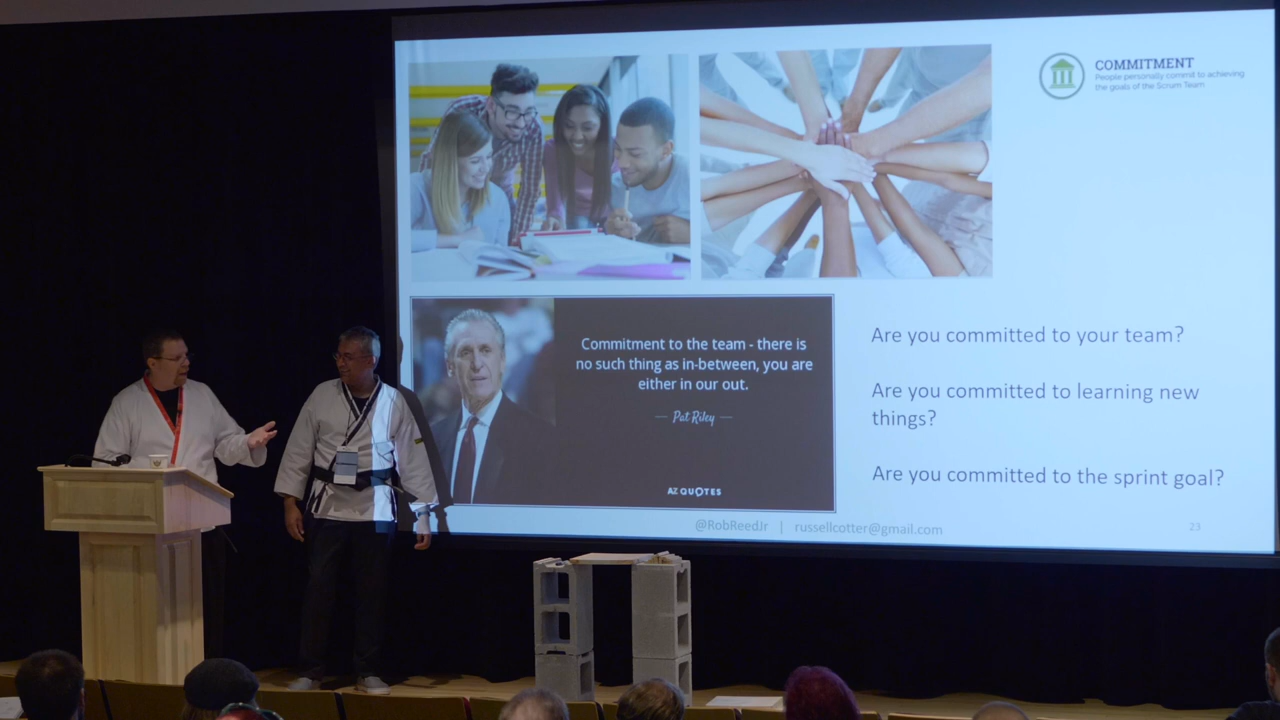 COMMITMENT
People personally commit to achieving
the goals of the Scrum Team
Commitment to the team - there is
no such thing as in-between, you are
either in our out.
— Pat Riley —
AZ QUOTES
Are you committed to your team?
Are you committed to learning new
things?
Are you committed to the sprint goal?
@RobReedJr | russellcotter@gmail.com
23